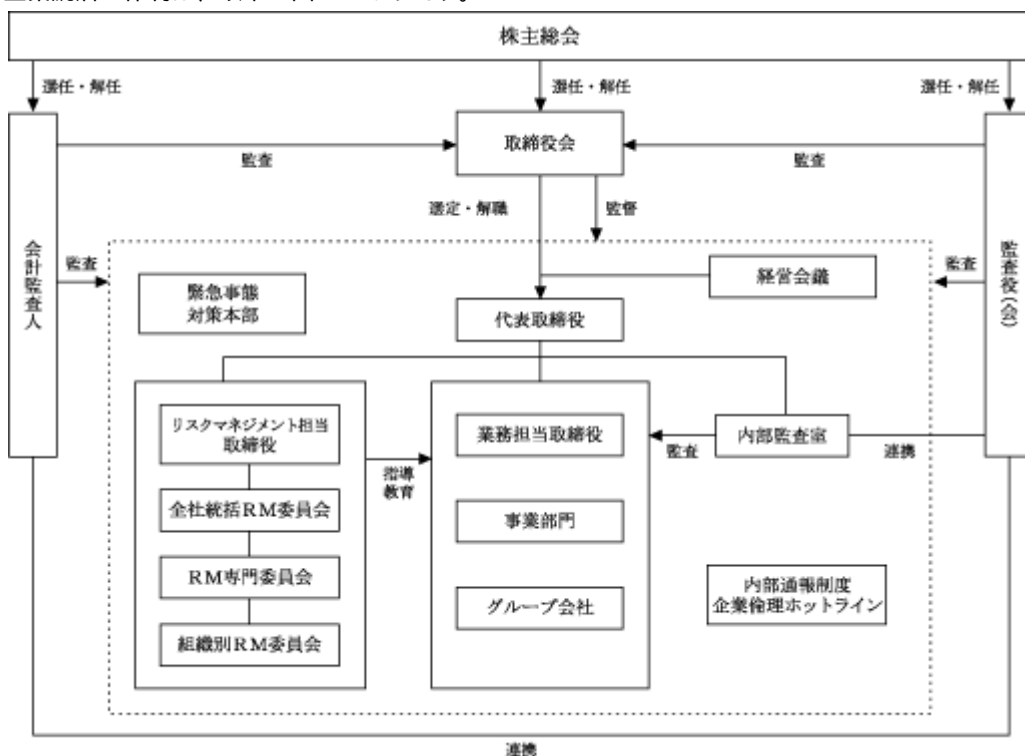 株主総会
選任・解任
選任・解任
選任・解任
取締役会
監査
監査
選定・解職
監督
会計監査人
監査役(会)
監査
監査
緊急事態
対策本部
経営会議
代表取締役
リスクマネジメント担当
取締役
業務担当取締役
内部監査室
監査
連携
指導
教育
全社統括RM委員会
事業部門
RM専門委員会
内部通報制度
企業倫理ホットライン
グループ会社
組織別RM委員会
連携